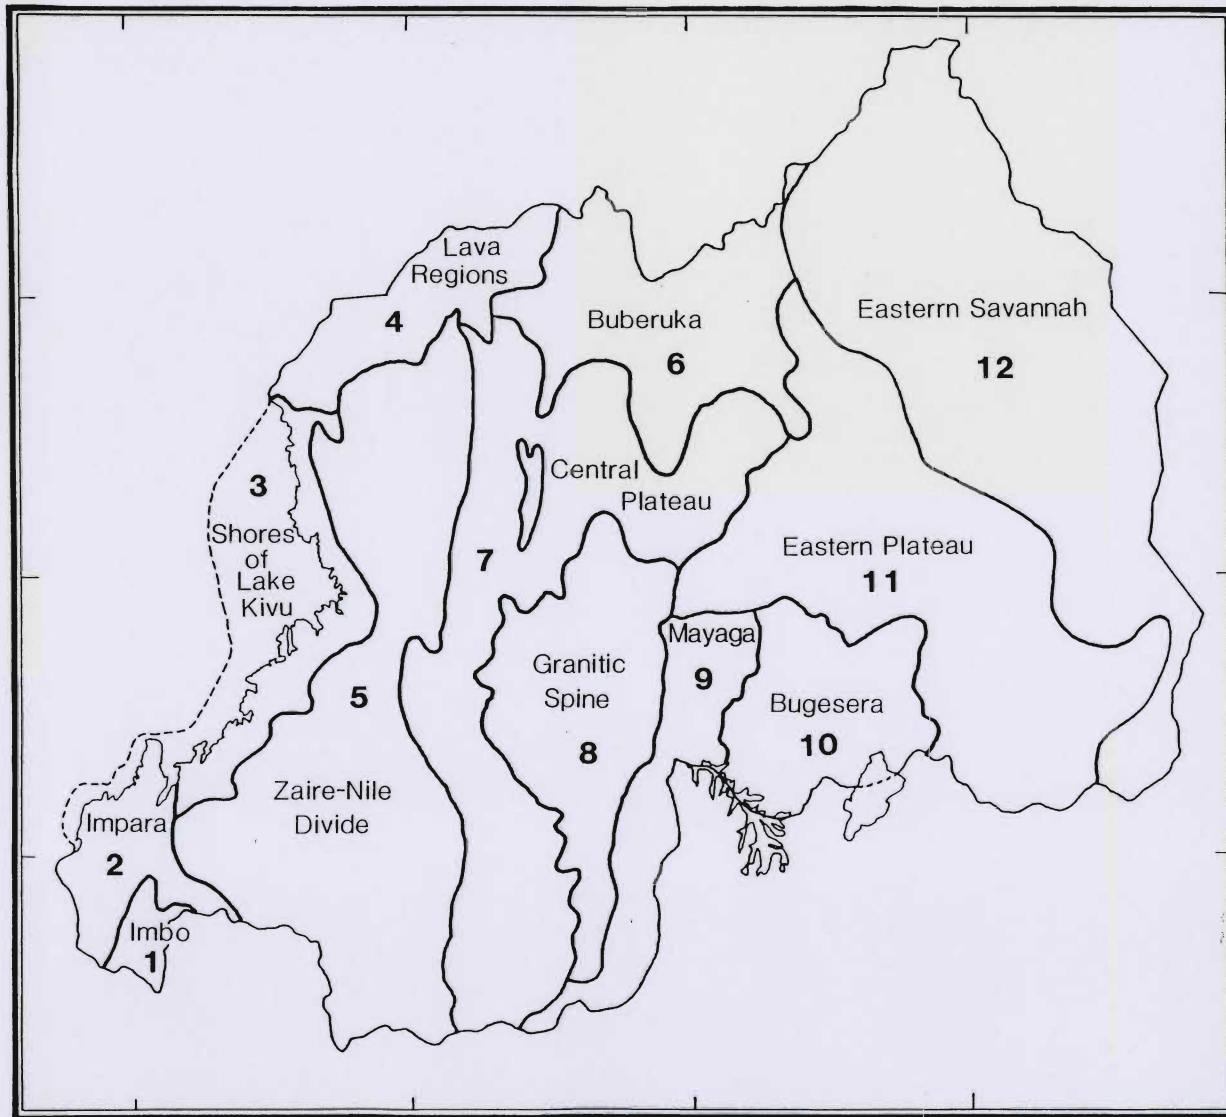 Lava
Regions
4
Buberuka
6
Easterrn Savannah
12
3
Shores
of
Lake
Kivu
Central
Plateau
7
Eastern Plateau
11
5
Zaire-Nile
Divide
Granitic
Spine
8
Mayaga
9
Bugesera
10
Impara
2
Imbo
1